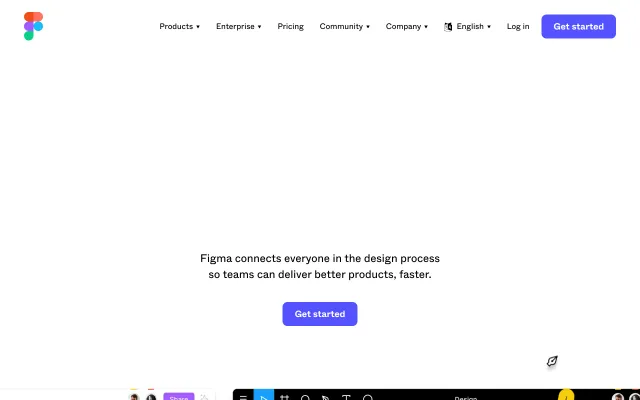 Products ▾ Enterprise ▾ Pricing Community ▾ Company ▾ English ▾ Log in Get started
Figma connects everyone in the design process
so teams can deliver better products, faster.
Get started
Share
Design